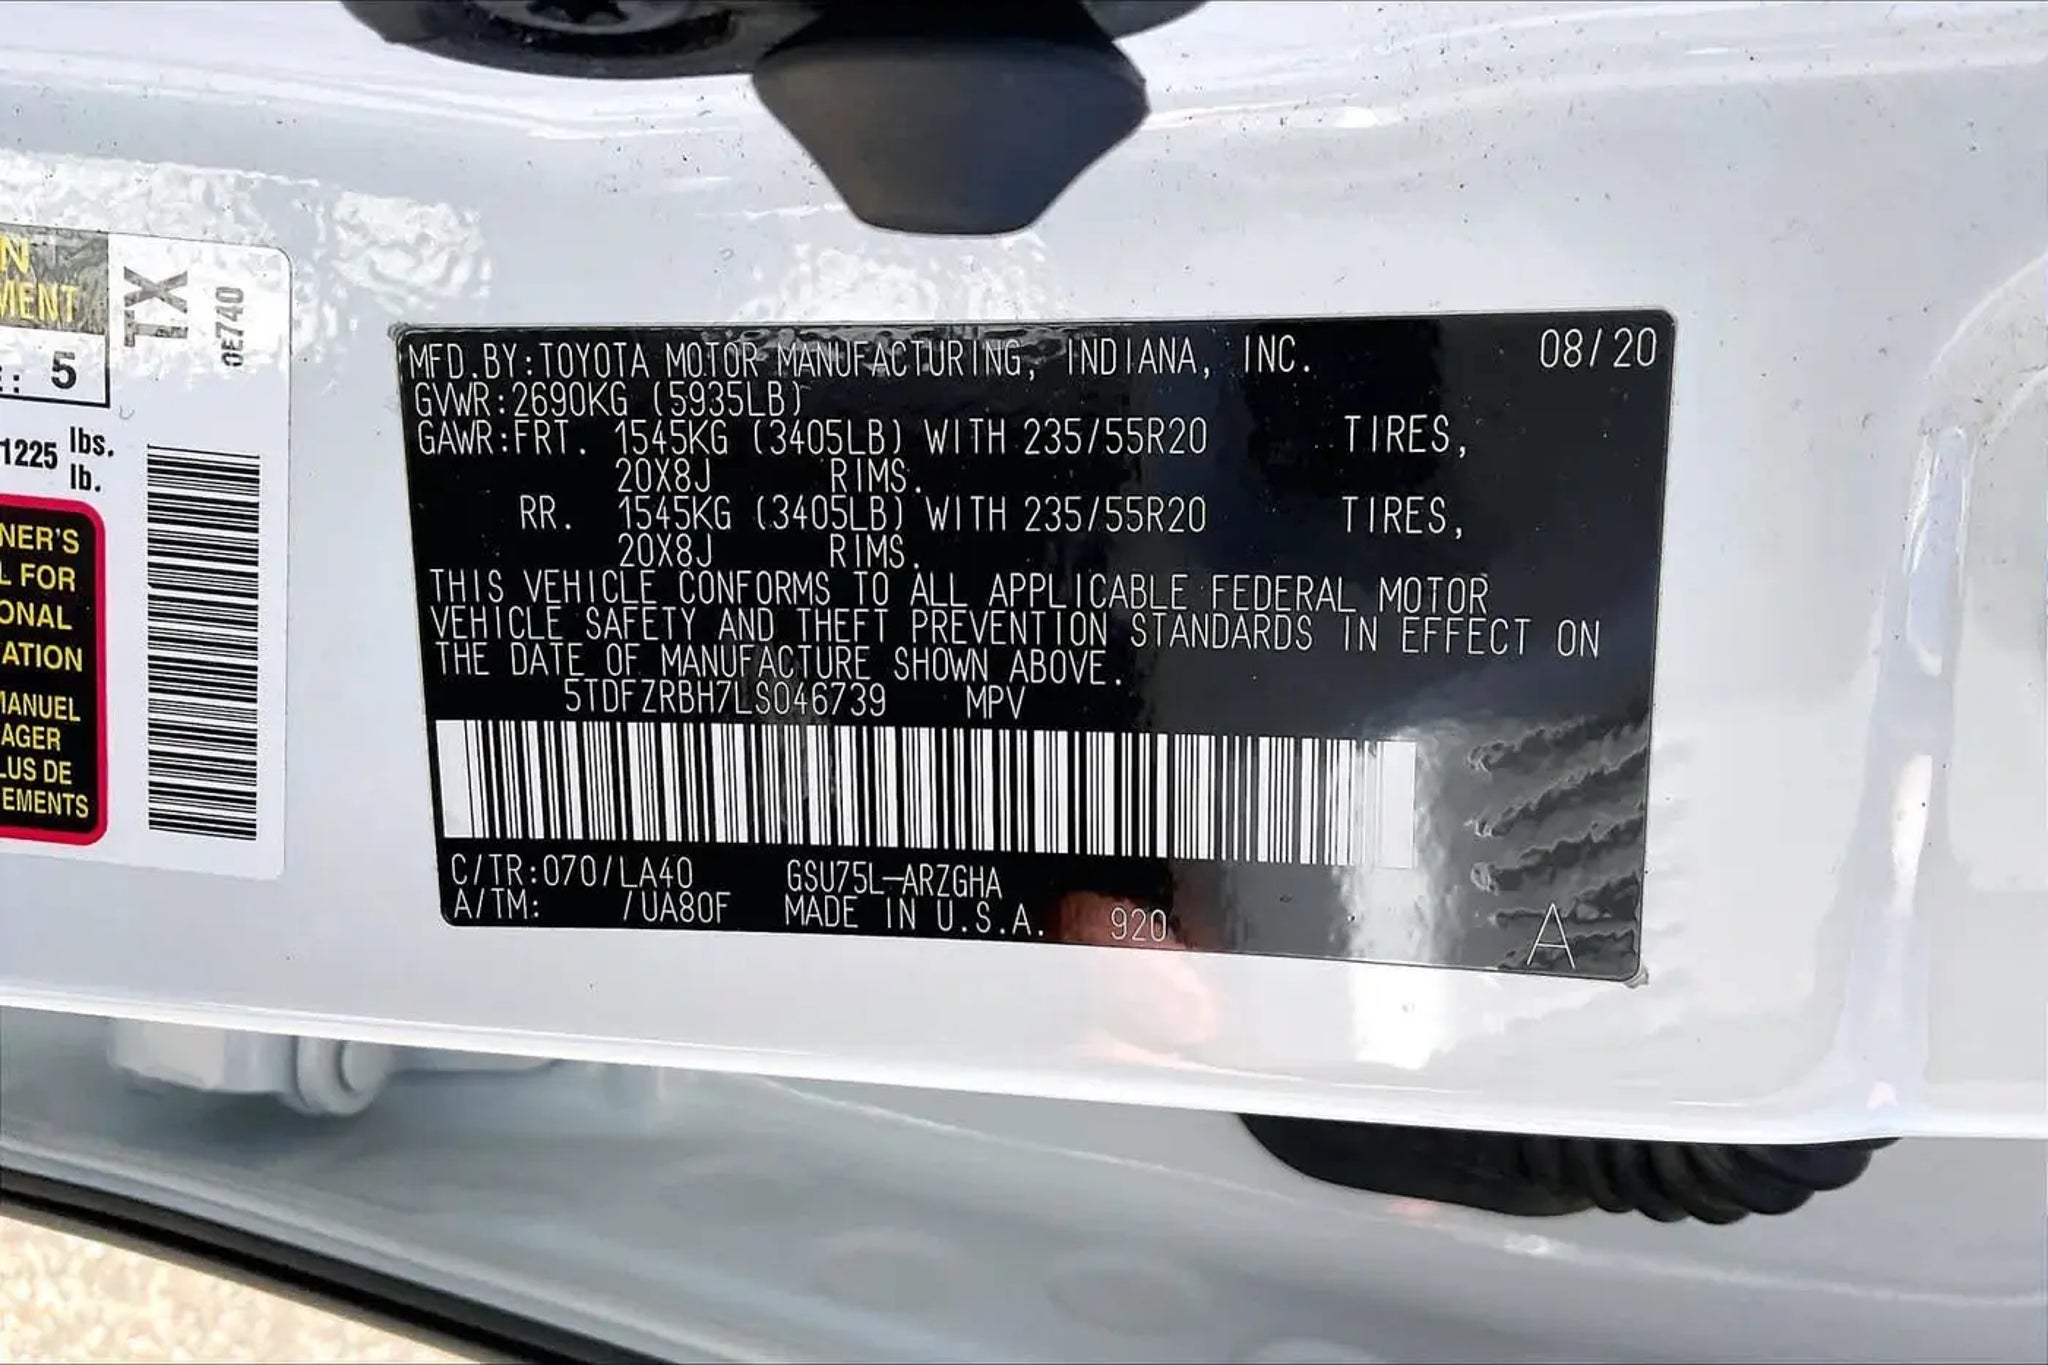 N
MENT
TX
0E740
: 5
1225 lbs.
lb.
NER'S
L FOR
ONAL
ATION
MANUEL
AGER
LUS DE
EMENTS
MFD.BY:TOYOTA MOTOR MANUFACTURING, INDIANA, INC. 08/20
GVWR:2690KG (5935LB)
GAWR:FRT. 1545KG (3405LB) WITH 235/55R20 TIRES,
20X8J RIMS.
RR. 1545KG (3405LB) WITH 235/55R20 TIRES,
20X8J RIMS.
THIS VEHICLE CONFORMS TO ALL APPLICABLE FEDERAL MOTOR
VEHICLE SAFETY AND THEFT PREVENTION STANDARDS IN EFFECT ON
THE DATE OF MANUFACTURE SHOWN ABOVE.
5TDFZRBH7LS046739 MPV
C/TR:070/LA40 GSU75L-ARZGHA
A/TM: /UA80F MADE IN U.S.A. 920 A